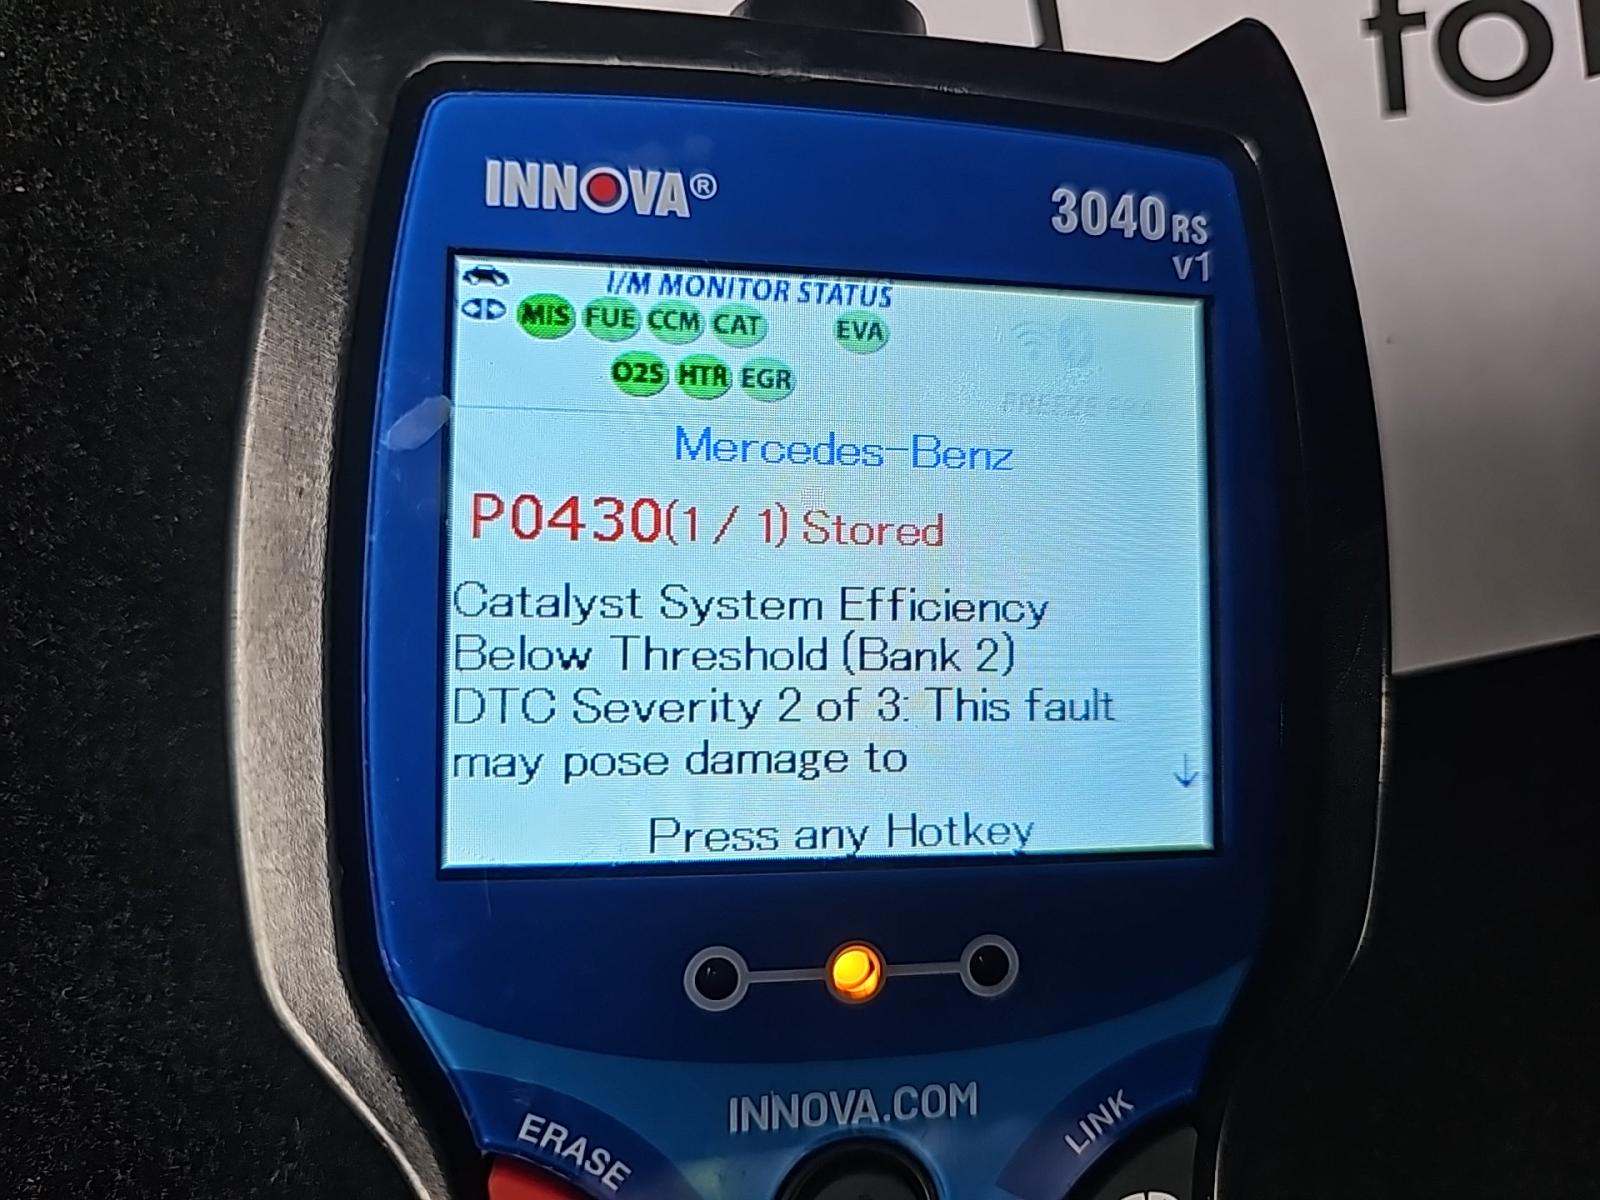 for
INNOVA®
3040RS
V1
I/M MONITOR STATUS
MIS FUE CCM CAT EVA
O2S HTR EGR
Mercedes-Benz
P0430(1 / 1) Stored
Catalyst System Efficiency
Below Threshold (Bank 2)
DTC Severity 2 of 3: This fault
may pose damage to
Press any Hotkey
INNOVA.COM
ERASE
LINK